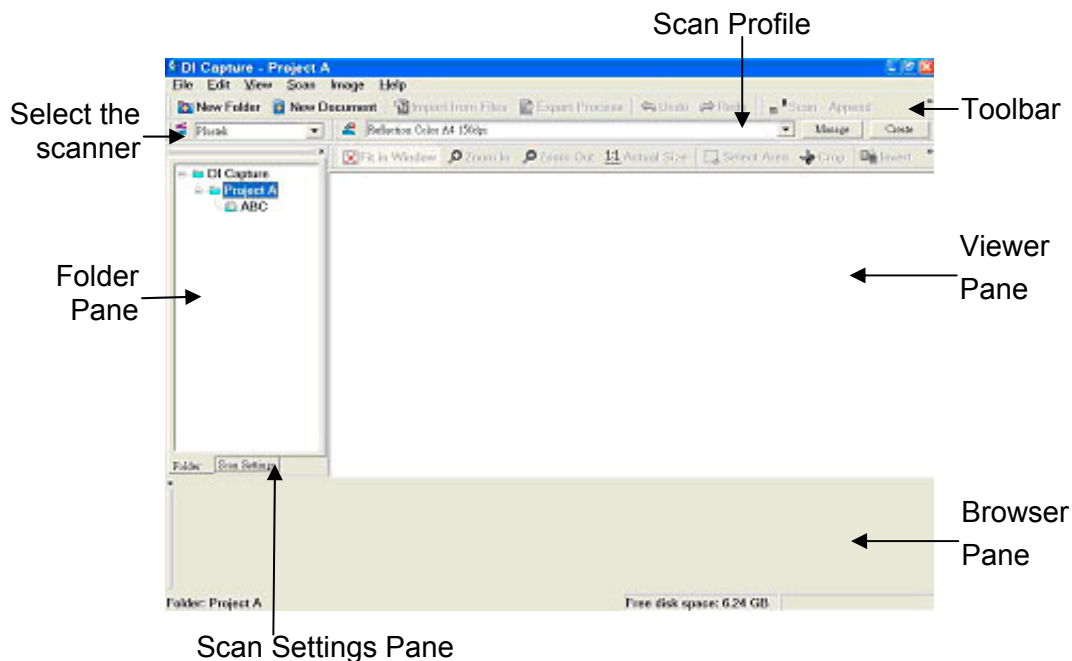 Scan Profile
DI Capture - Project A
File Edit View Scan Image Help
New Folder New Document Import from Files Export Process Undo Redo Scan - Append
Toolbar
Select the
scanner
Plustek
Reflection Color A4 150dpi
Manage Create
Fit in Window Zoom In Zoom Out 1:1 Actual Size Select Area Crop Invert
DI Capture
Project A
ABC
Folder
Pane
Viewer
Pane
Folder Scan Settings
Browser
Pane
Folder: Project A
Free disk space: 6.24 GB
Scan Settings Pane